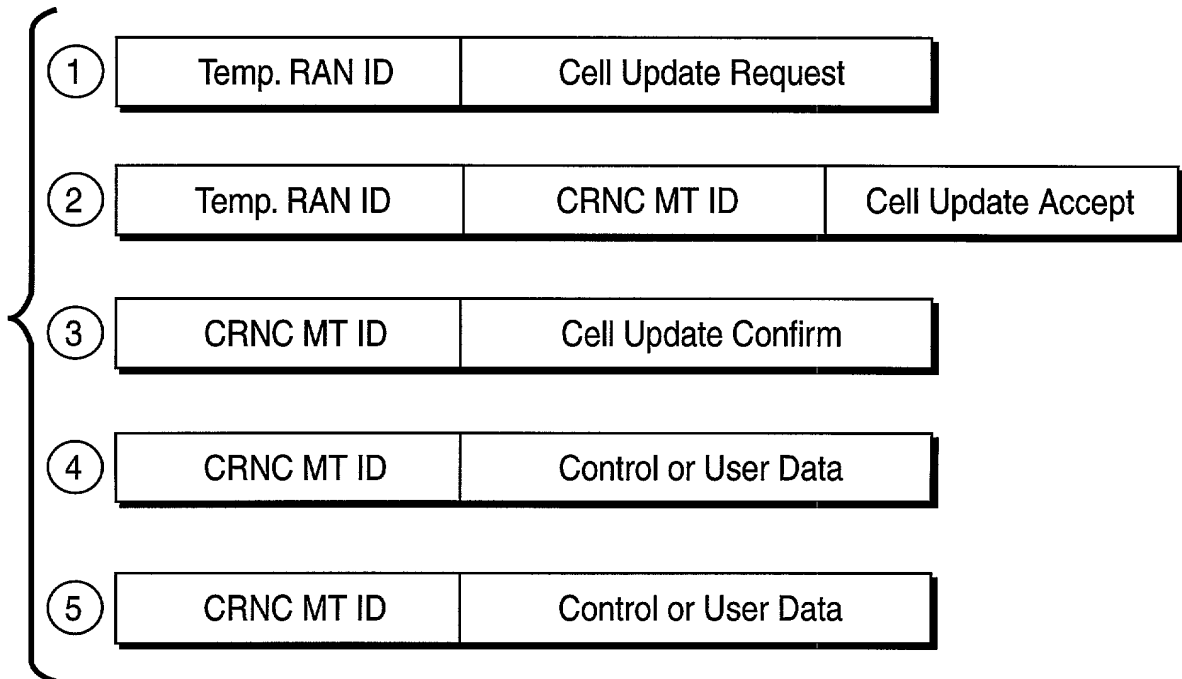 1 Temp. RAN ID Cell Update Request
2 Temp. RAN ID CRNC MT ID Cell Update Accept
3 CRNC MT ID Cell Update Confirm
4 CRNC MT ID Control or User Data
5 CRNC MT ID Control or User Data